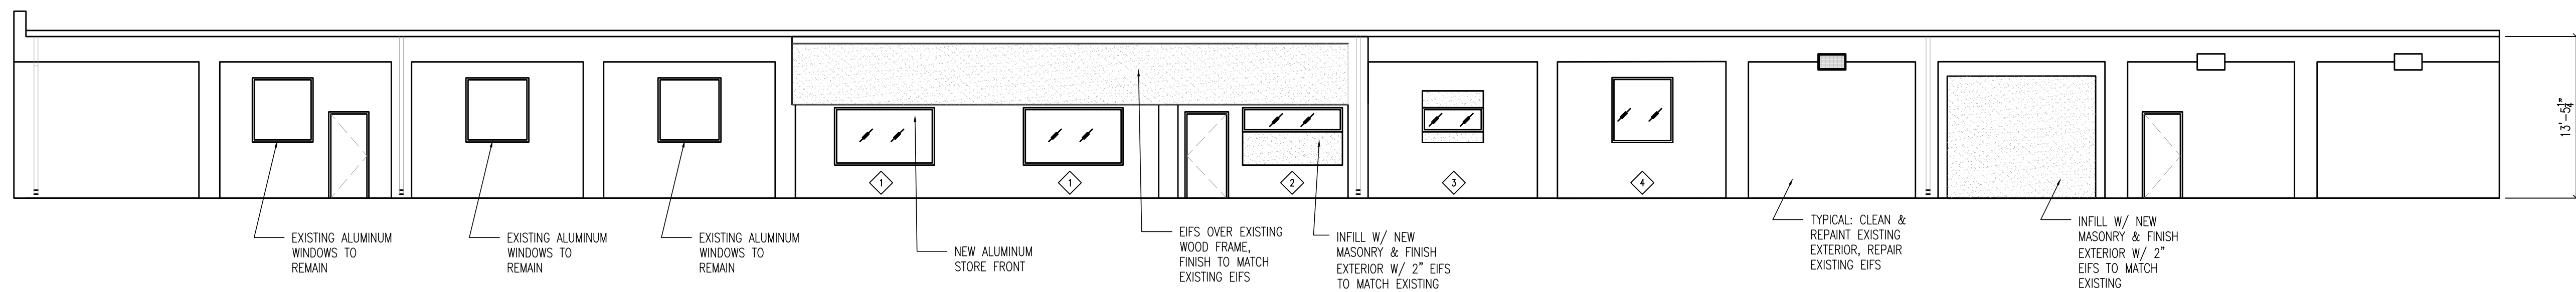 1
1
2
3
4
13'-5¼"
EXISTING ALUMINUM
WINDOWS TO
REMAIN
EXISTING ALUMINUM
WINDOWS TO
REMAIN
EXISTING ALUMINUM
WINDOWS TO
REMAIN
NEW ALUMINUM
STORE FRONT
EIFS OVER EXISTING
WOOD FRAME,
FINISH TO MATCH
EXISTING EIFS
INFILL W/ NEW
MASONRY & FINISH
EXTERIOR W/ 2" EIFS
TO MATCH EXISTING
TYPICAL: CLEAN &
REPAINT EXISTING
EXTERIOR, REPAIR
EXISTING EIFS
INFILL W/ NEW
MASONRY & FINISH
EXTERIOR W/ 2"
EIFS TO MATCH
EXISTING